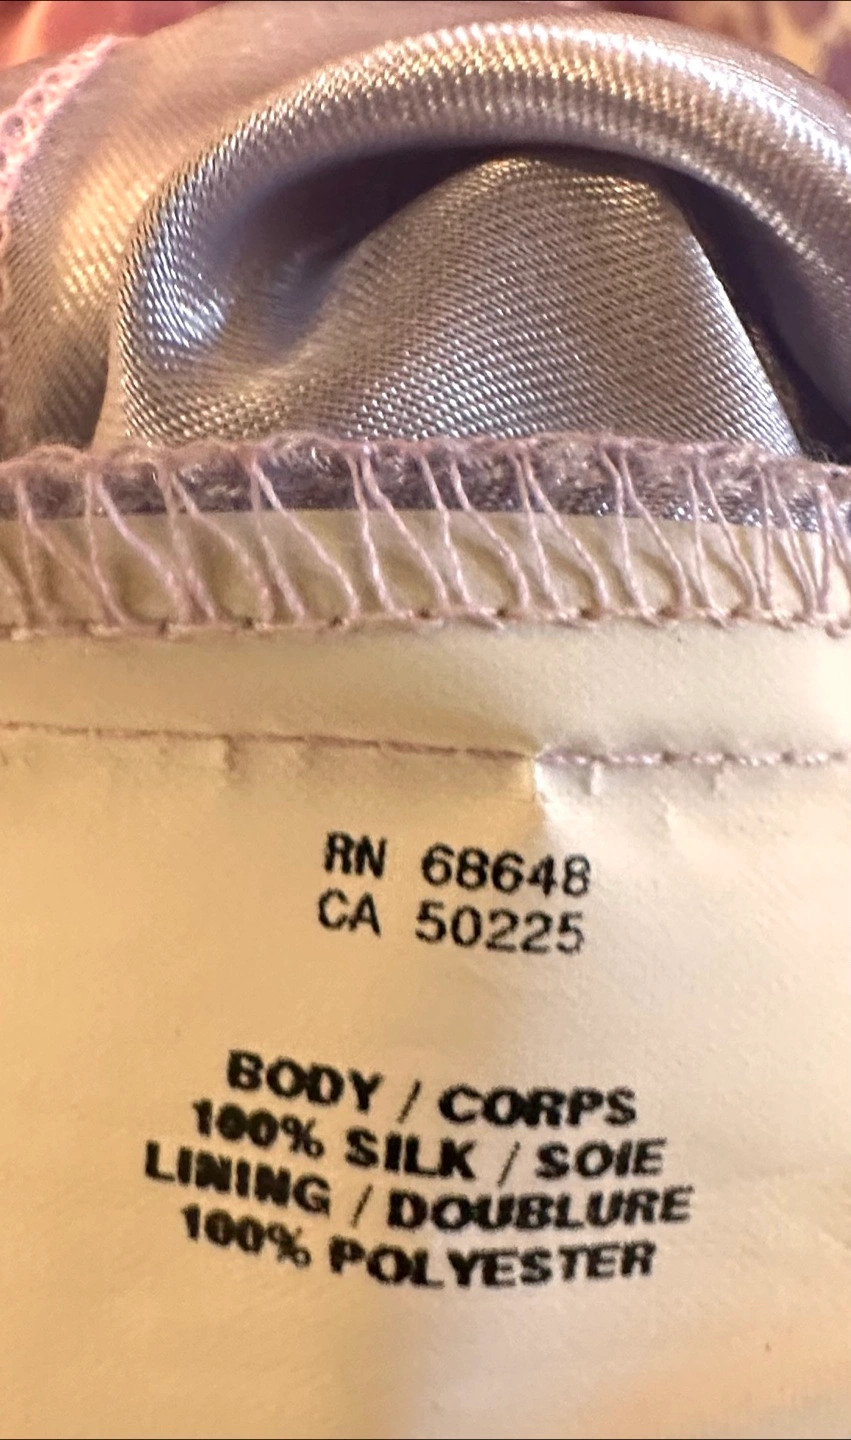 RN 68648
CA 50225
BODY / CORPS
100% SILK / SOIE
LINING / DOUBLURE
100% POLYESTER